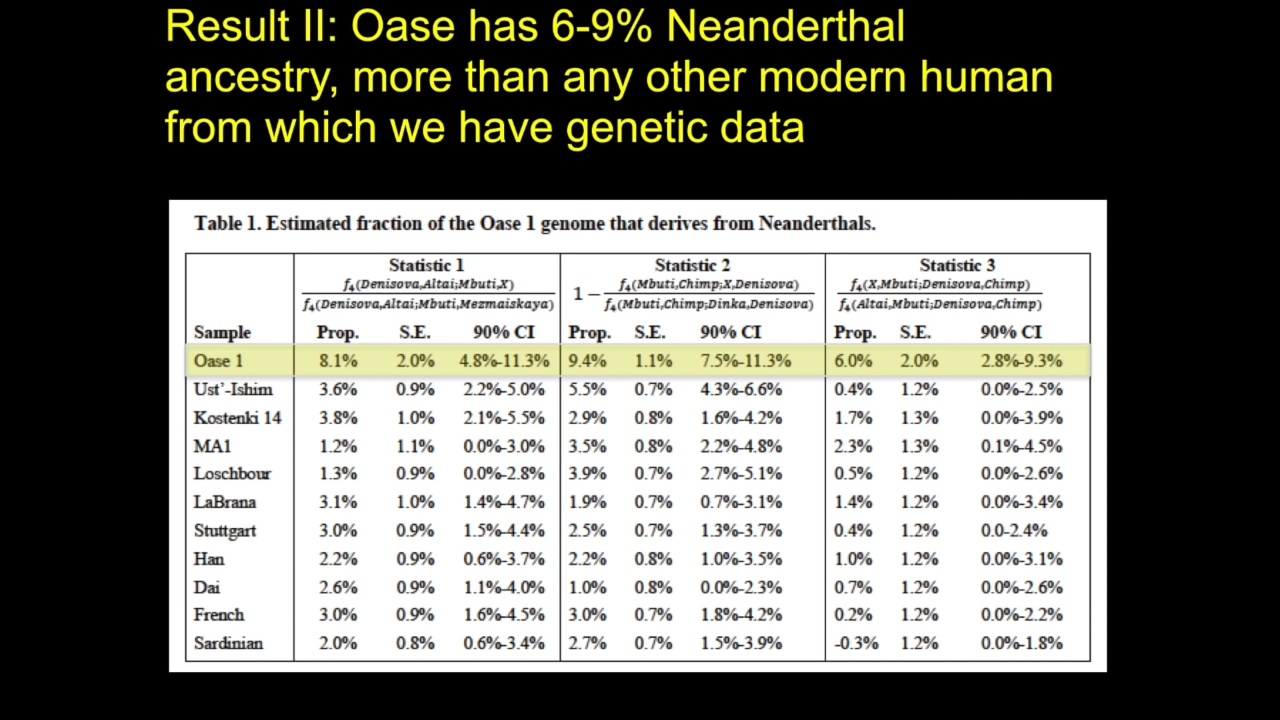 Result II: Oase has 6-9% Neanderthal
ancestry, more than any other modern human
from which we have genetic data
Table 1. Estimated fraction of the Oase 1 genome that derives from Neanderthals.
Statistic 1 Statistic 2 Statistic 3
f₄(Denisova,Altai;Mbuti,X) f₄(Mbuti,Chimp;X,Denisova) f₄(X,Mbuti;Denisova,Chimp)
1 −
f₄(Denisova,Altai;Mbuti,Mezmaiskaya) f₄(Mbuti,Chimp;Dinka,Denisova) f₄(Altai,Mbuti;Denisova,Chimp)
Sample Prop. S.E. 90% CI Prop. S.E. 90% CI Prop. S.E. 90% CI
Oase 1 8.1% 2.0% 4.8%-11.3% 9.4% 1.1% 7.5%-11.3% 6.0% 2.0% 2.8%-9.3%
Ust'-Ishim 3.6% 0.9% 2.2%-5.0% 5.5% 0.7% 4.3%-6.6% 0.4% 1.2% 0.0%-2.5%
Kostenki 14 3.8% 1.0% 2.1%-5.5% 2.9% 0.8% 1.6%-4.2% 1.7% 1.3% 0.0%-3.9%
MA1 1.2% 1.1% 0.0%-3.0% 3.5% 0.8% 2.2%-4.8% 2.3% 1.3% 0.1%-4.5%
Loschbour 1.3% 0.9% 0.0%-2.8% 3.9% 0.7% 2.7%-5.1% 0.5% 1.2% 0.0%-2.6%
LaBrana 3.1% 1.0% 1.4%-4.7% 1.9% 0.7% 0.7%-3.1% 1.4% 1.2% 0.0%-3.4%
Stuttgart 3.0% 0.9% 1.5%-4.4% 2.5% 0.7% 1.3%-3.7% 0.4% 1.2% 0.0-2.4%
Han 2.2% 0.9% 0.6%-3.7% 2.2% 0.8% 1.0%-3.5% 1.0% 1.2% 0.0%-3.1%
Dai 2.6% 0.9% 1.1%-4.0% 1.0% 0.8% 0.0%-2.3% 0.7% 1.2% 0.0%-2.6%
French 3.0% 0.9% 1.6%-4.5% 3.0% 0.7% 1.8%-4.2% 0.2% 1.2% 0.0%-2.2%
Sardinian 2.0% 0.8% 0.6%-3.4% 2.7% 0.7% 1.5%-3.9% -0.3% 1.2% 0.0%-1.8%